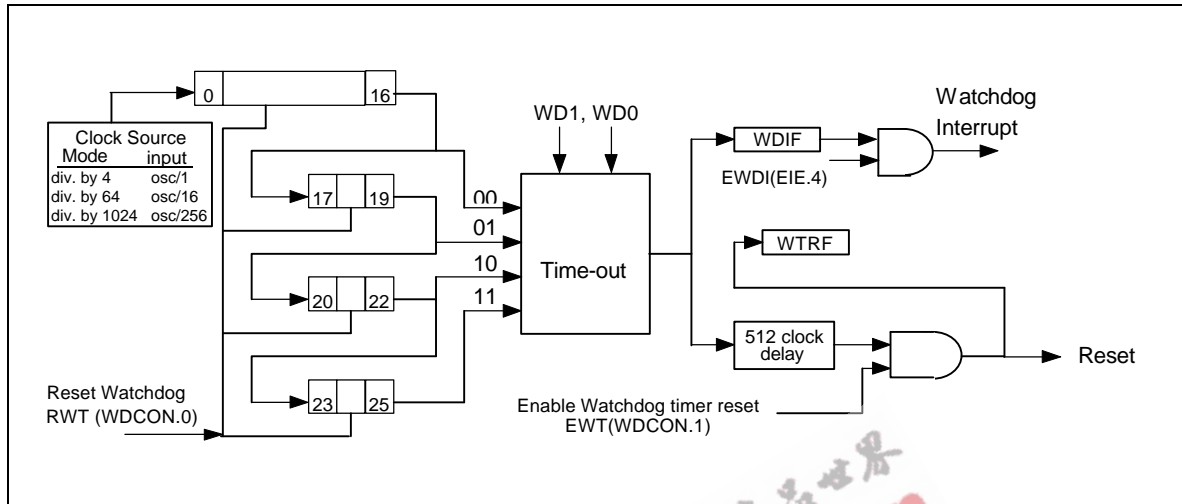 0 16
Clock Source
Mode input
div. by 4 osc/1
div. by 64 osc/16
div. by 1024 osc/256
17 19
20 22
23 25
Reset Watchdog
RWT (WDCON.0)
WD1, WD0
00
01
10
11
Time-out
WDIF
EWDI(EIE.4)
Watchdog
Interrupt
WTRF
512 clock
delay
Reset
Enable Watchdog timer reset
EWT(WDCON.1)
世界